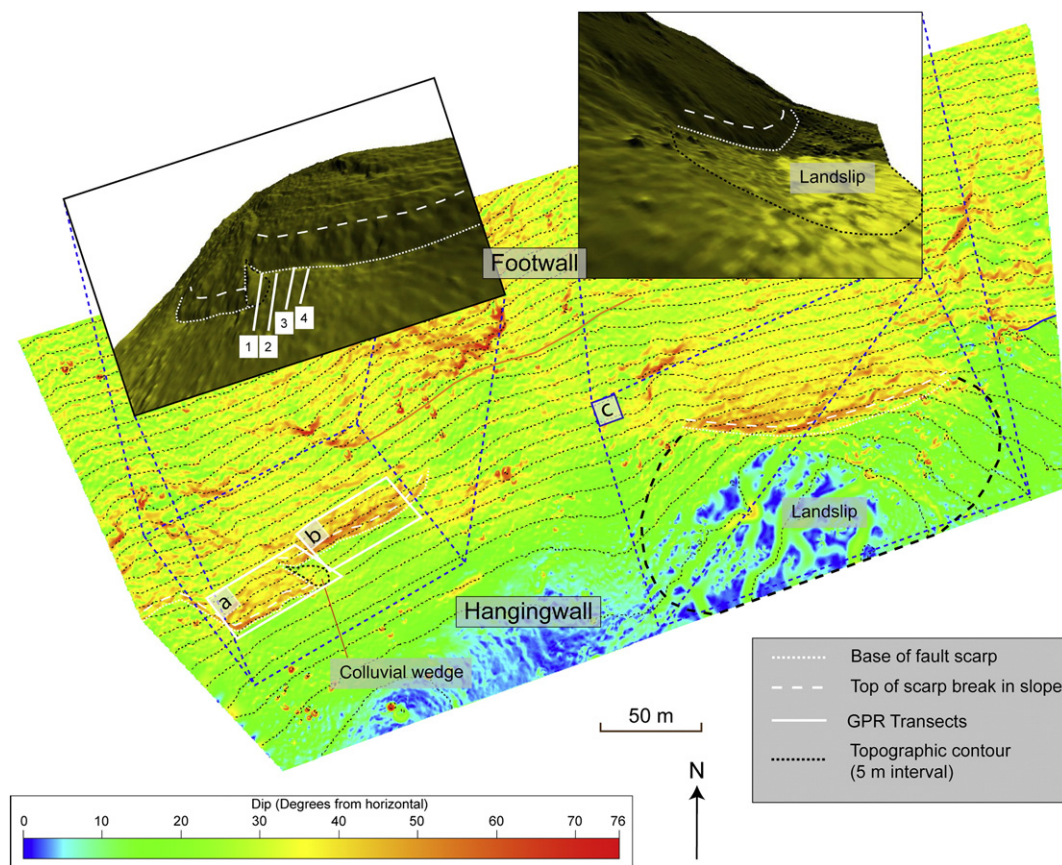 Landslip
Footwall
1 2 3 4
c
b
a
Landslip
Hangingwall
Colluvial wedge
50 m
N
Base of fault scarp
Top of scarp break in slope
GPR Transects
Topographic contour
(5 m interval)
Dip (Degrees from horizontal)
0 10 20 30 40 50 60 70 76